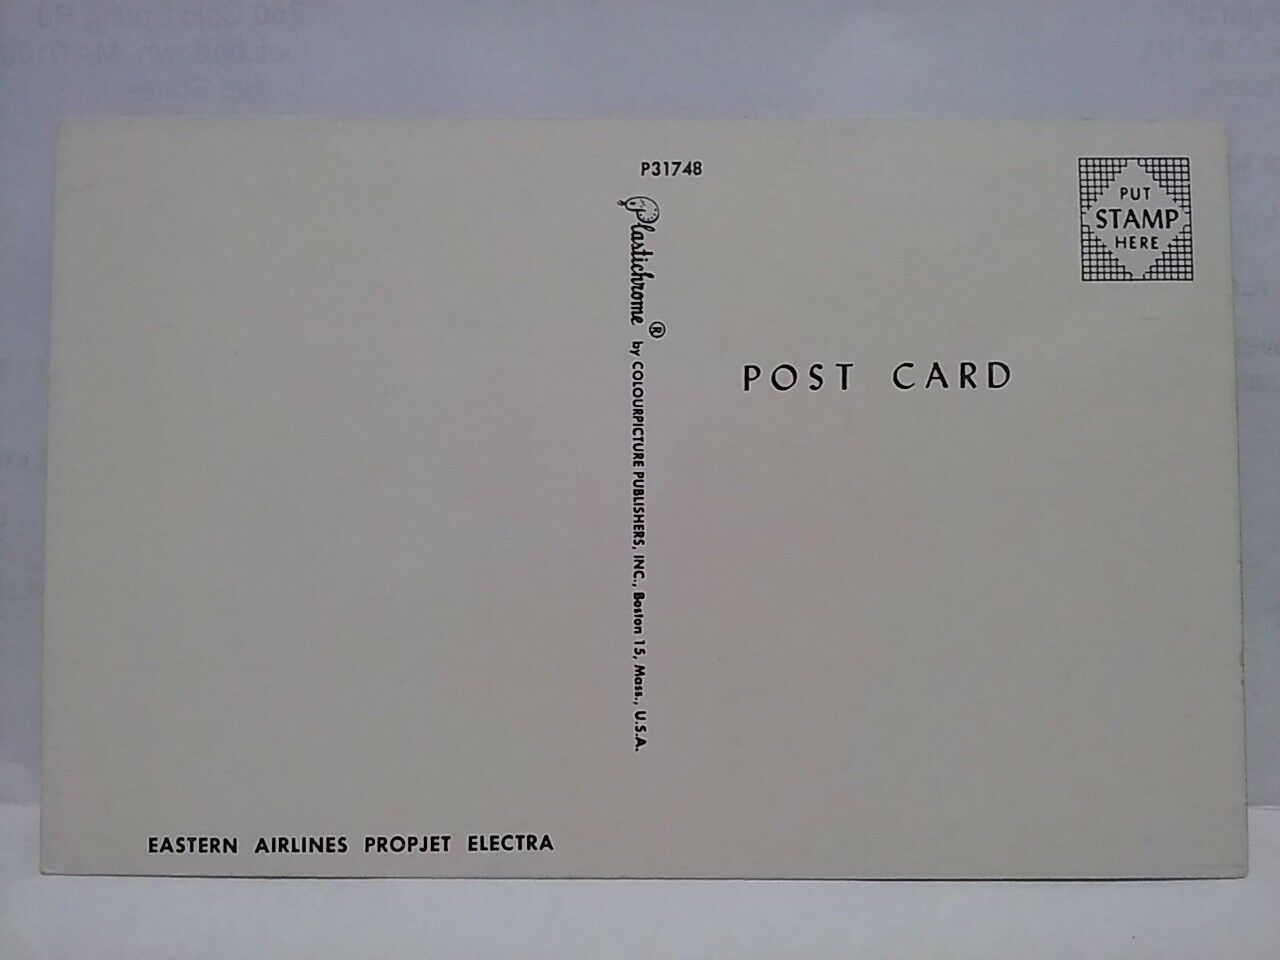 P31748
Plastichrome® by COLOURPICTURE PUBLISHERS, INC., Boston 15, Mass., U.S.A.
PUT
STAMP
HERE
POST CARD
EASTERN AIRLINES PROPJET ELECTRA